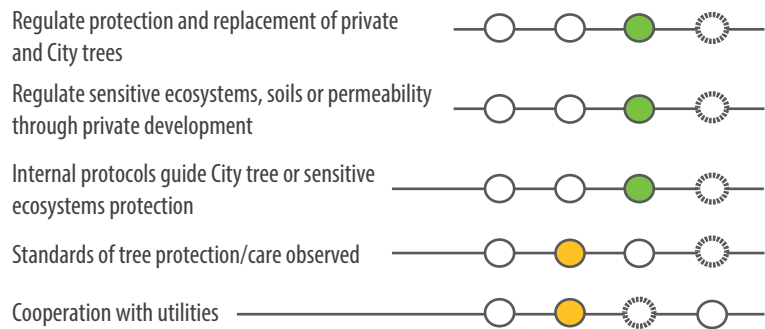 Regulate protection and replacement of private
and City trees
Regulate sensitive ecosystems, soils or permeability
through private development
Internal protocols guide City tree or sensitive
ecosystems protection
Standards of tree protection/care observed
Cooperation with utilities